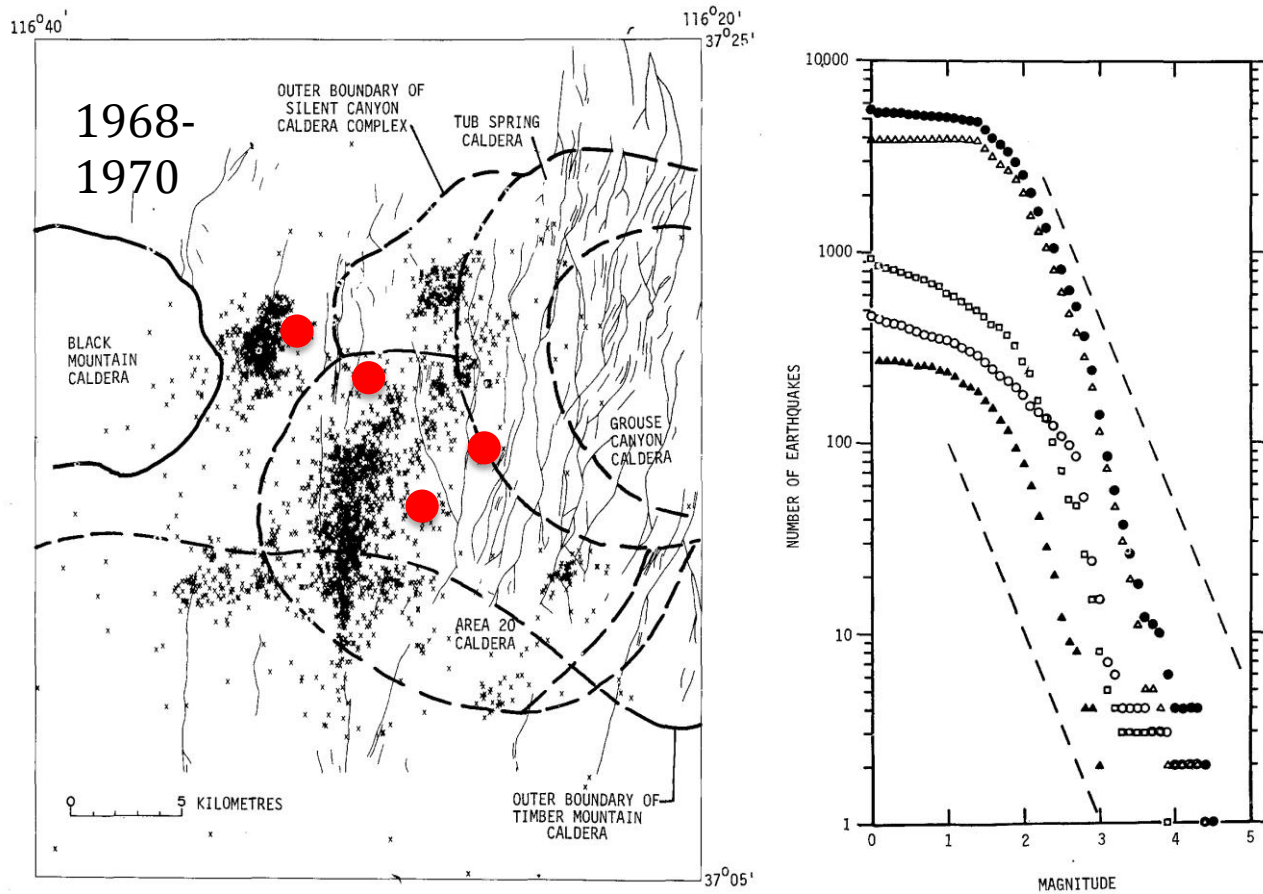 116°40'
116°20'
37°25'
1968-
1970
OUTER BOUNDARY OF
SILENT CANYON
CALDERA COMPLEX
TUB SPRING
CALDERA
BLACK
MOUNTAIN
CALDERA
GROUSE
CANYON
CALDERA
AREA 20
CALDERA
0 5 KILOMETRES
OUTER BOUNDARY OF
TIMBER MOUNTAIN
CALDERA
37°05'
10000
1000
100
10
1
NUMBER OF EARTHQUAKES
0 1 2 3 4 5
MAGNITUDE